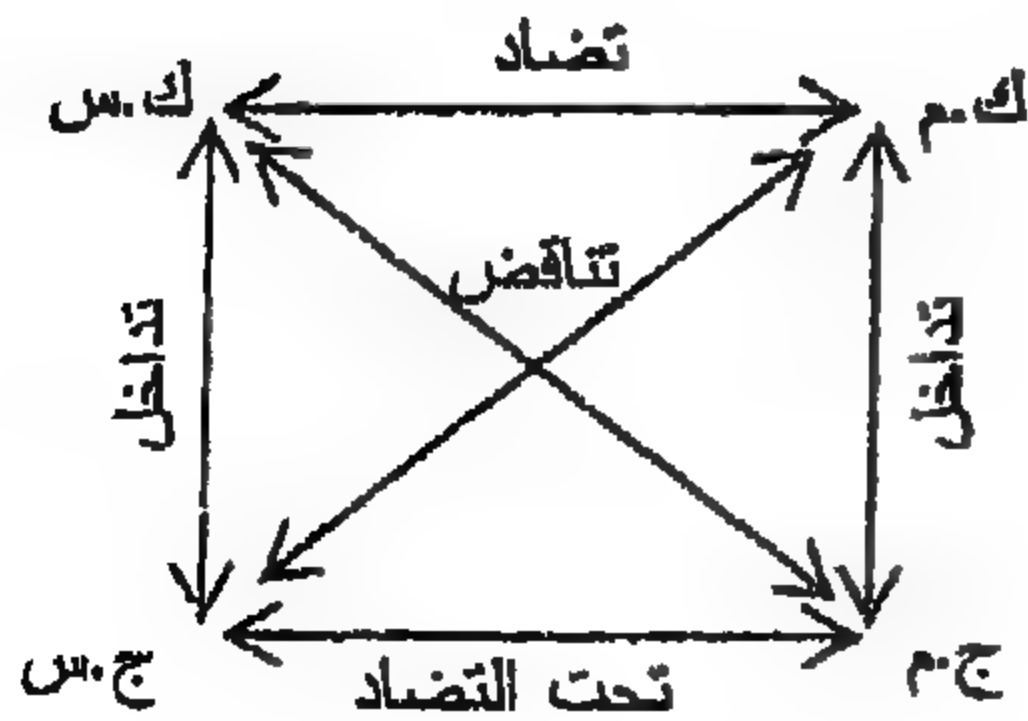 تضاد
ك.م
ك.س
تناقض
تداخل
تداخل
ج.م
ج.س
تحت التضاد